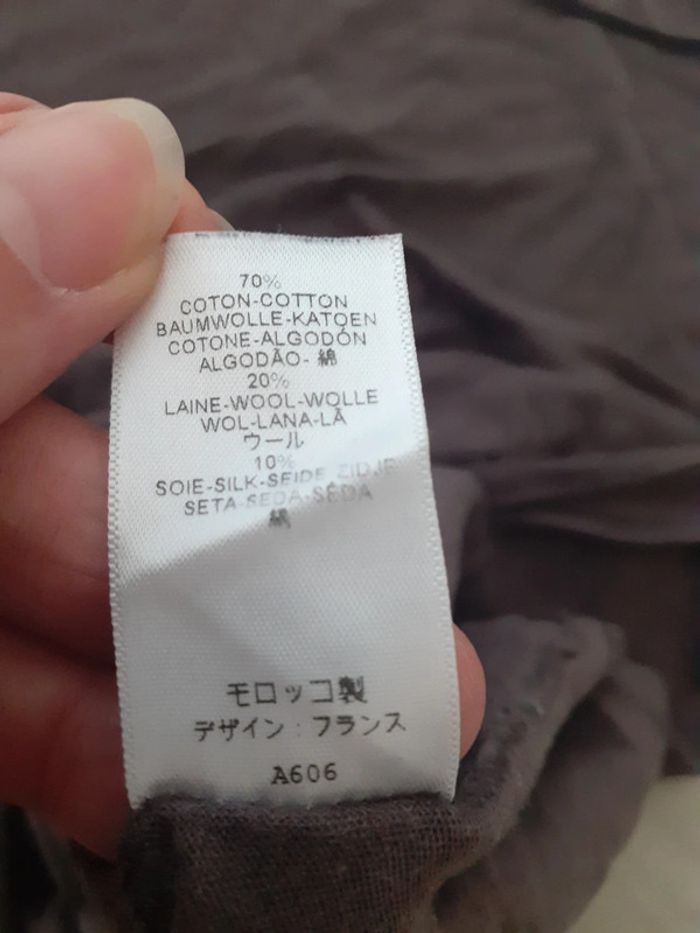 70%
COTON-COTTON
BAUMWOLLE-KATOEN
COTONE-ALGODÓN
ALGODÃO- 綿
20%
LAINE-WOOL-WOLLE
WOL-LANA-LÃ
ウール
10%
SOIE-SILK-SEIDE ZIDJE
SETA-SEDA-SEDA
モロッコ製
デザイン : フランス
A606